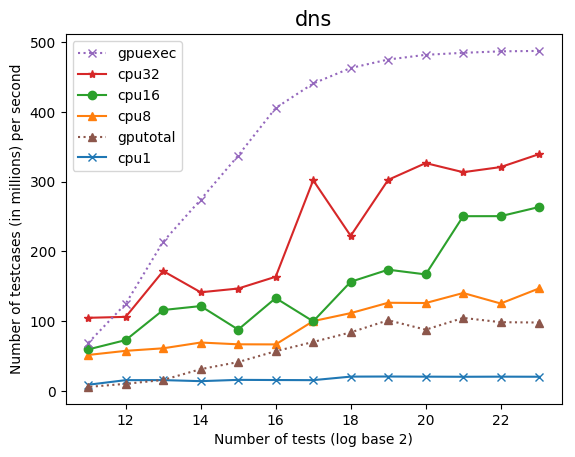 dns
gpuexec
cpu32
cpu16
cpu8
gputotal
cpu1
Number of testcases (in millions) per second
500
400
300
200
100
0
12
14
16
18
20
22
Number of tests (log base 2)